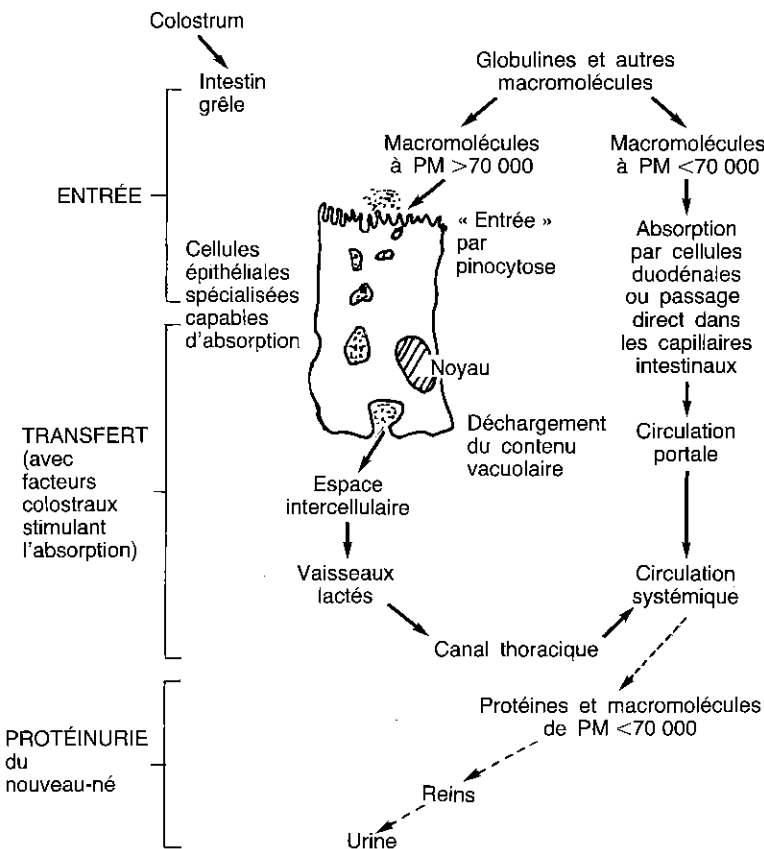 Colostrum
Intestin
grêle
Globulines et autres
macromolécules
Macromolécules
à PM >70 000
Macromolécules
à PM <70 000
ENTRÉE
Cellules
épithéliales
spécialisées
capables
d'absorption
« Entrée »
par
pinocytose
Absorption
par cellules
duodénales
ou passage
direct dans
les capillaires
intestinaux
Noyau
TRANSFERT
(avec
facteurs
colostraux
stimulant
l'absorption)
Déchargement
du contenu
vacuolaire
Circulation
portale
Espace
intercellulaire
Vaisseaux
lactés
Circulation
systémique
Canal thoracique
PROTÉINURIE
du
nouveau-né
Protéines et macromolécules
de PM <70 000
Reins
Urine